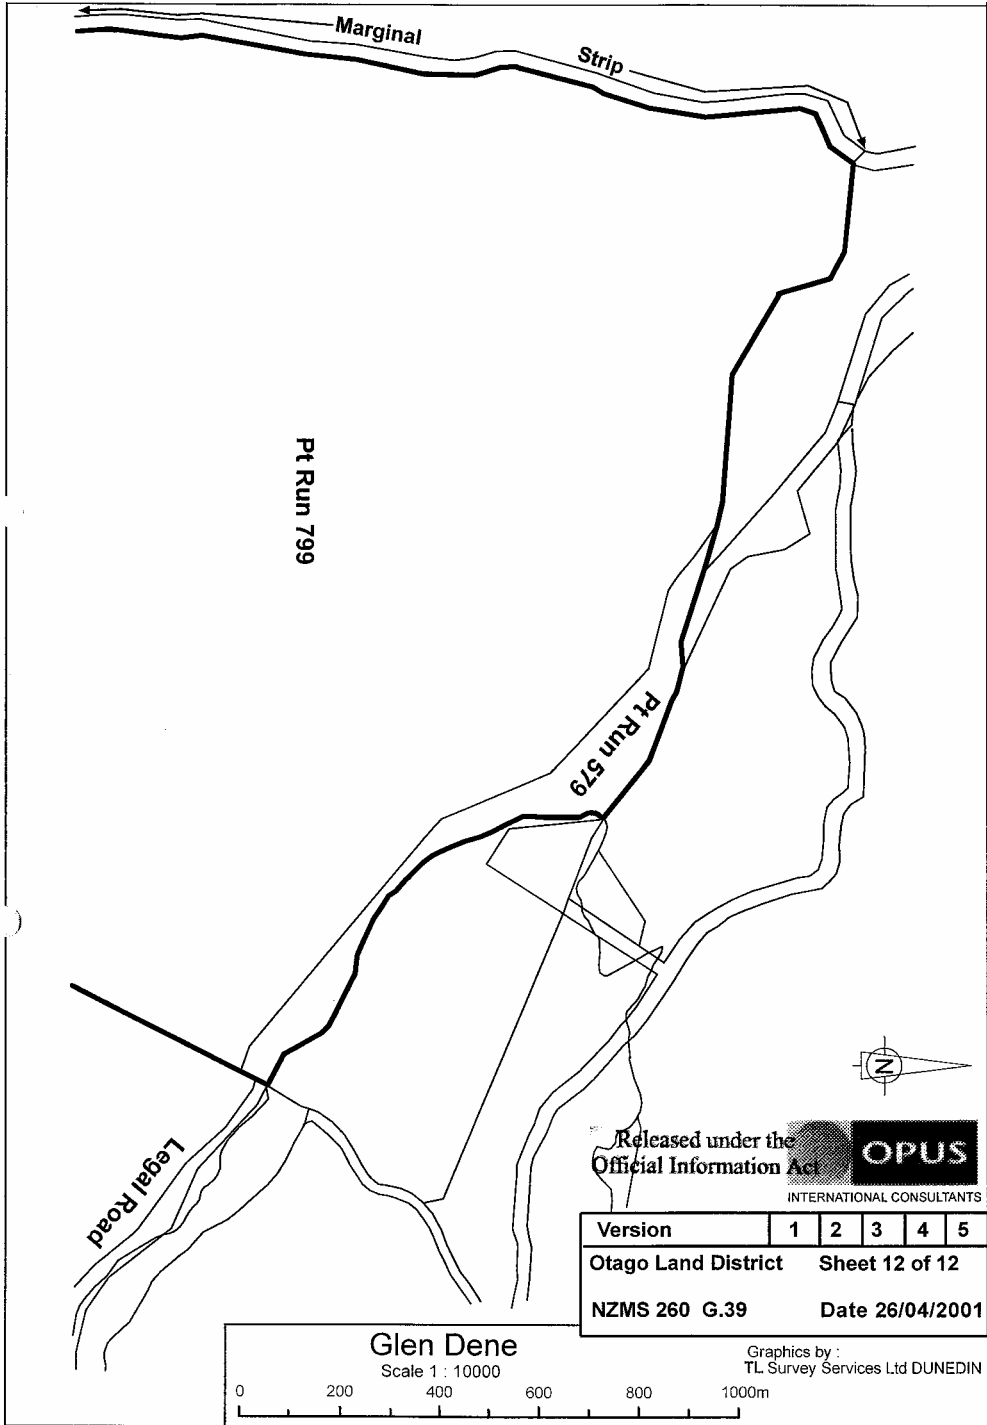 Marginal
Strip
Pt Run 799
Pt Run 579
Legal Road
N
Released under the
Official Information Act
OPUS
INTERNATIONAL CONSULTANTS
Version 1 2 3 4 5
Otago Land District Sheet 12 of 12
NZMS 260 G.39 Date 26/04/2001
Glen Dene
Scale 1 : 10000
0 200 400 600 800 1000m
Graphics by :
TL Survey Services Ltd DUNEDIN